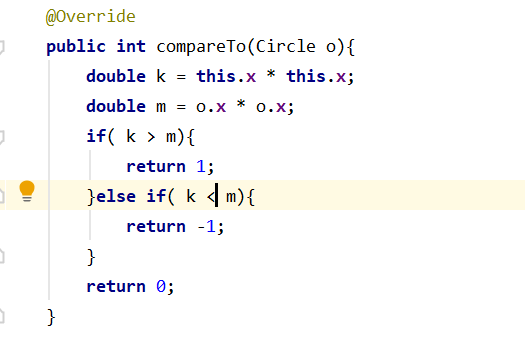 @Override
public int compareTo(Circle o){
double k = this.x * this.x;
double m = o.x * o.x;
if( k > m){
return 1;
}else if( k < m){
return -1;
}
return 0;
}